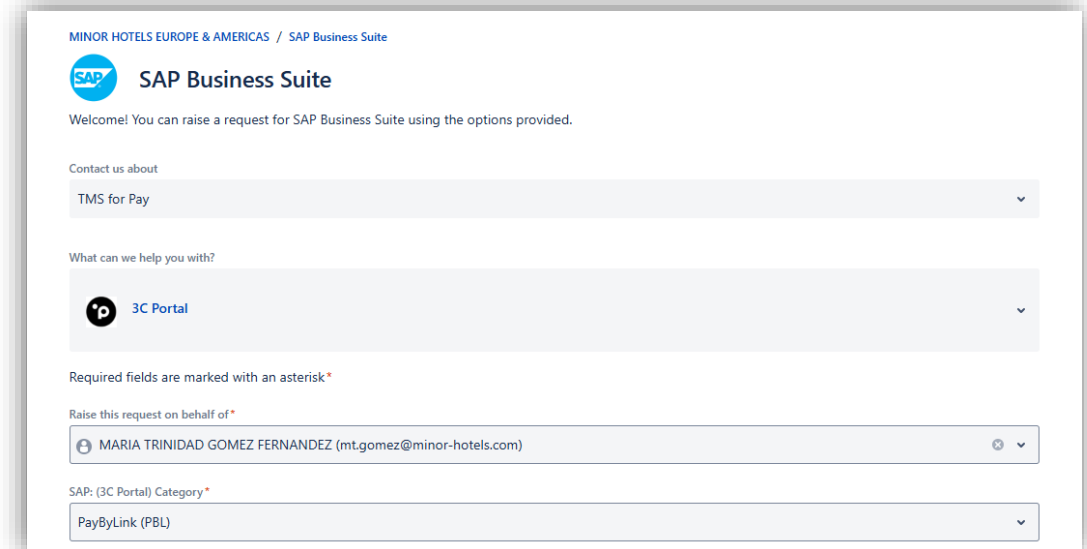 MINOR HOTELS EUROPE & AMERICAS / SAP Business Suite
SAP
SAP Business Suite
Welcome! You can raise a request for SAP Business Suite using the options provided.
Contact us about
TMS for Pay
What can we help you with?
3C Portal
Required fields are marked with an asterisk*
Raise this request on behalf of*
MARIA TRINIDAD GOMEZ FERNANDEZ (mt.gomez@minor-hotels.com)
SAP: (3C Portal) Category*
PayByLink (PBL)